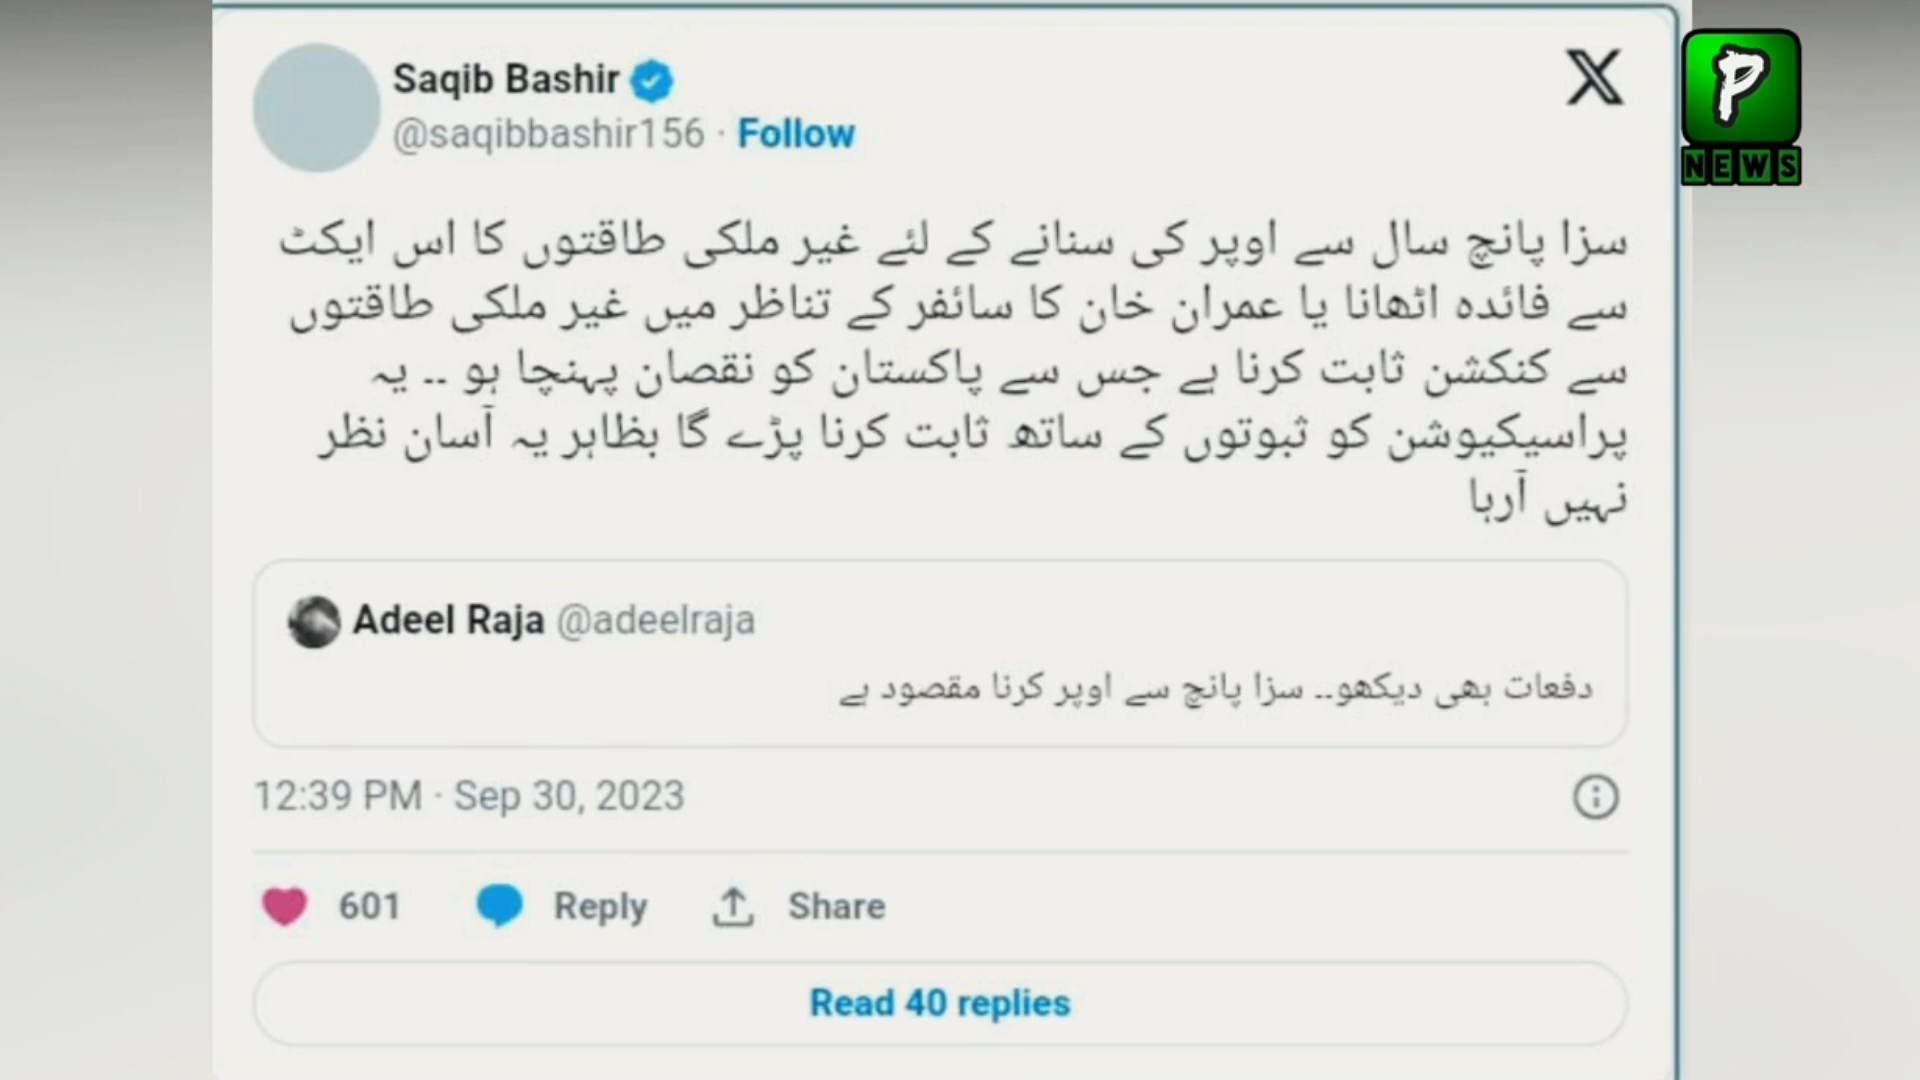 Saqib Bashir
@saqibbashir156 · Follow
سزا پانچ سال سے اوپر کی سنانے کے لئے غیر ملکی طاقتوں کا اس ایکٹ
سے فائدہ اٹھانا یا عمران خان کا سائفر کے تناظر میں غیر ملکی طاقتوں
سے کنکشن ثابت کرنا ہے جس سے پاکستان کو نقصان پہنچا ہو .. یہ
پراسیکیوشن کو ثبوتوں کے ساتھ ثابت کرنا پڑے گا بظاہر یہ آسان نظر
نہیں آرہا
Adeel Raja @adeelraja
دفعات بھی دیکھو.. سزا پانچ سے اوپر کرنا مقصود ہے
12:39 PM · Sep 30, 2023
601 Reply Share
Read 40 replies
P
NEWS